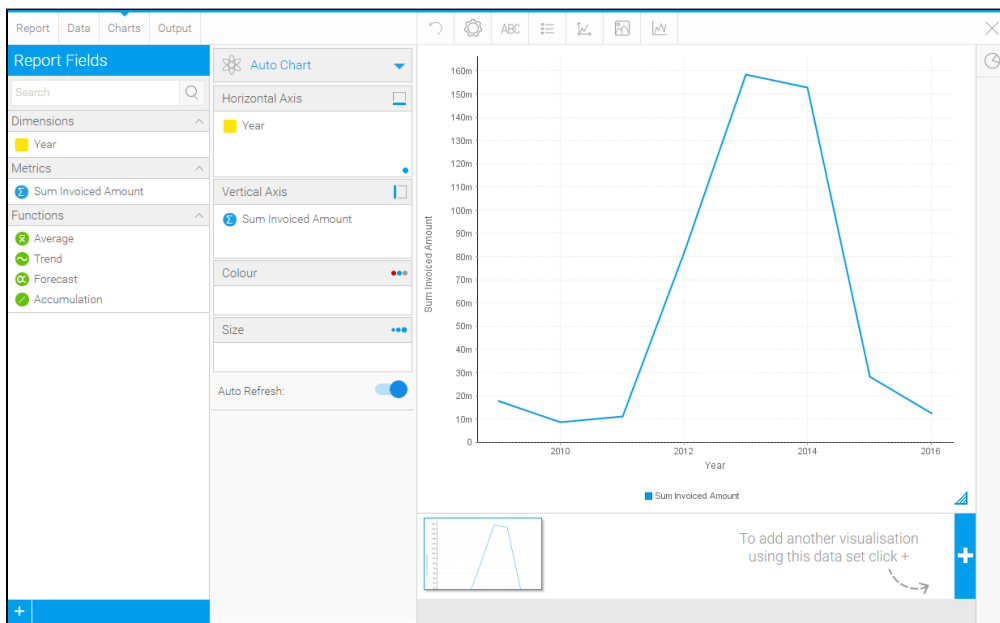 Report Data Charts Output
ABC
Report Fields
Search
Dimensions
Year
Metrics
Sum Invoiced Amount
Functions
Average
Trend
Forecast
Accumulation
Auto Chart
Horizontal Axis
Year
Vertical Axis
Sum Invoiced Amount
Colour
Size
Auto Refresh:
160m
150m
140m
130m
120m
110m
100m
90m
80m
70m
60m
50m
40m
30m
20m
10m
0
Sum Invoiced Amount
2010 2012 2014 2016
Year
Sum Invoiced Amount
To add another visualisation
using this data set click +